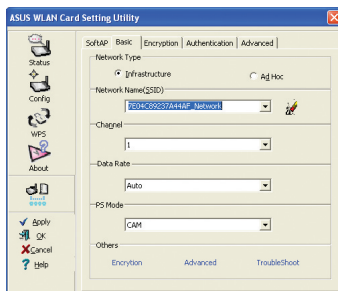 ASUS WLAN Card Setting Utility
Status
Config
WPS
About
Apply
OK
Cancel
Help
SoftAP Basic Encryption Authentication Advanced
Network Type
Infrastructure Ad Hoc
Network Name(SSID)
7E04C89237A44AF_Network
Channel
1
Data Rate
Auto
PS Mode
CAM
Others
Encrytion Advanced TroubleShoot